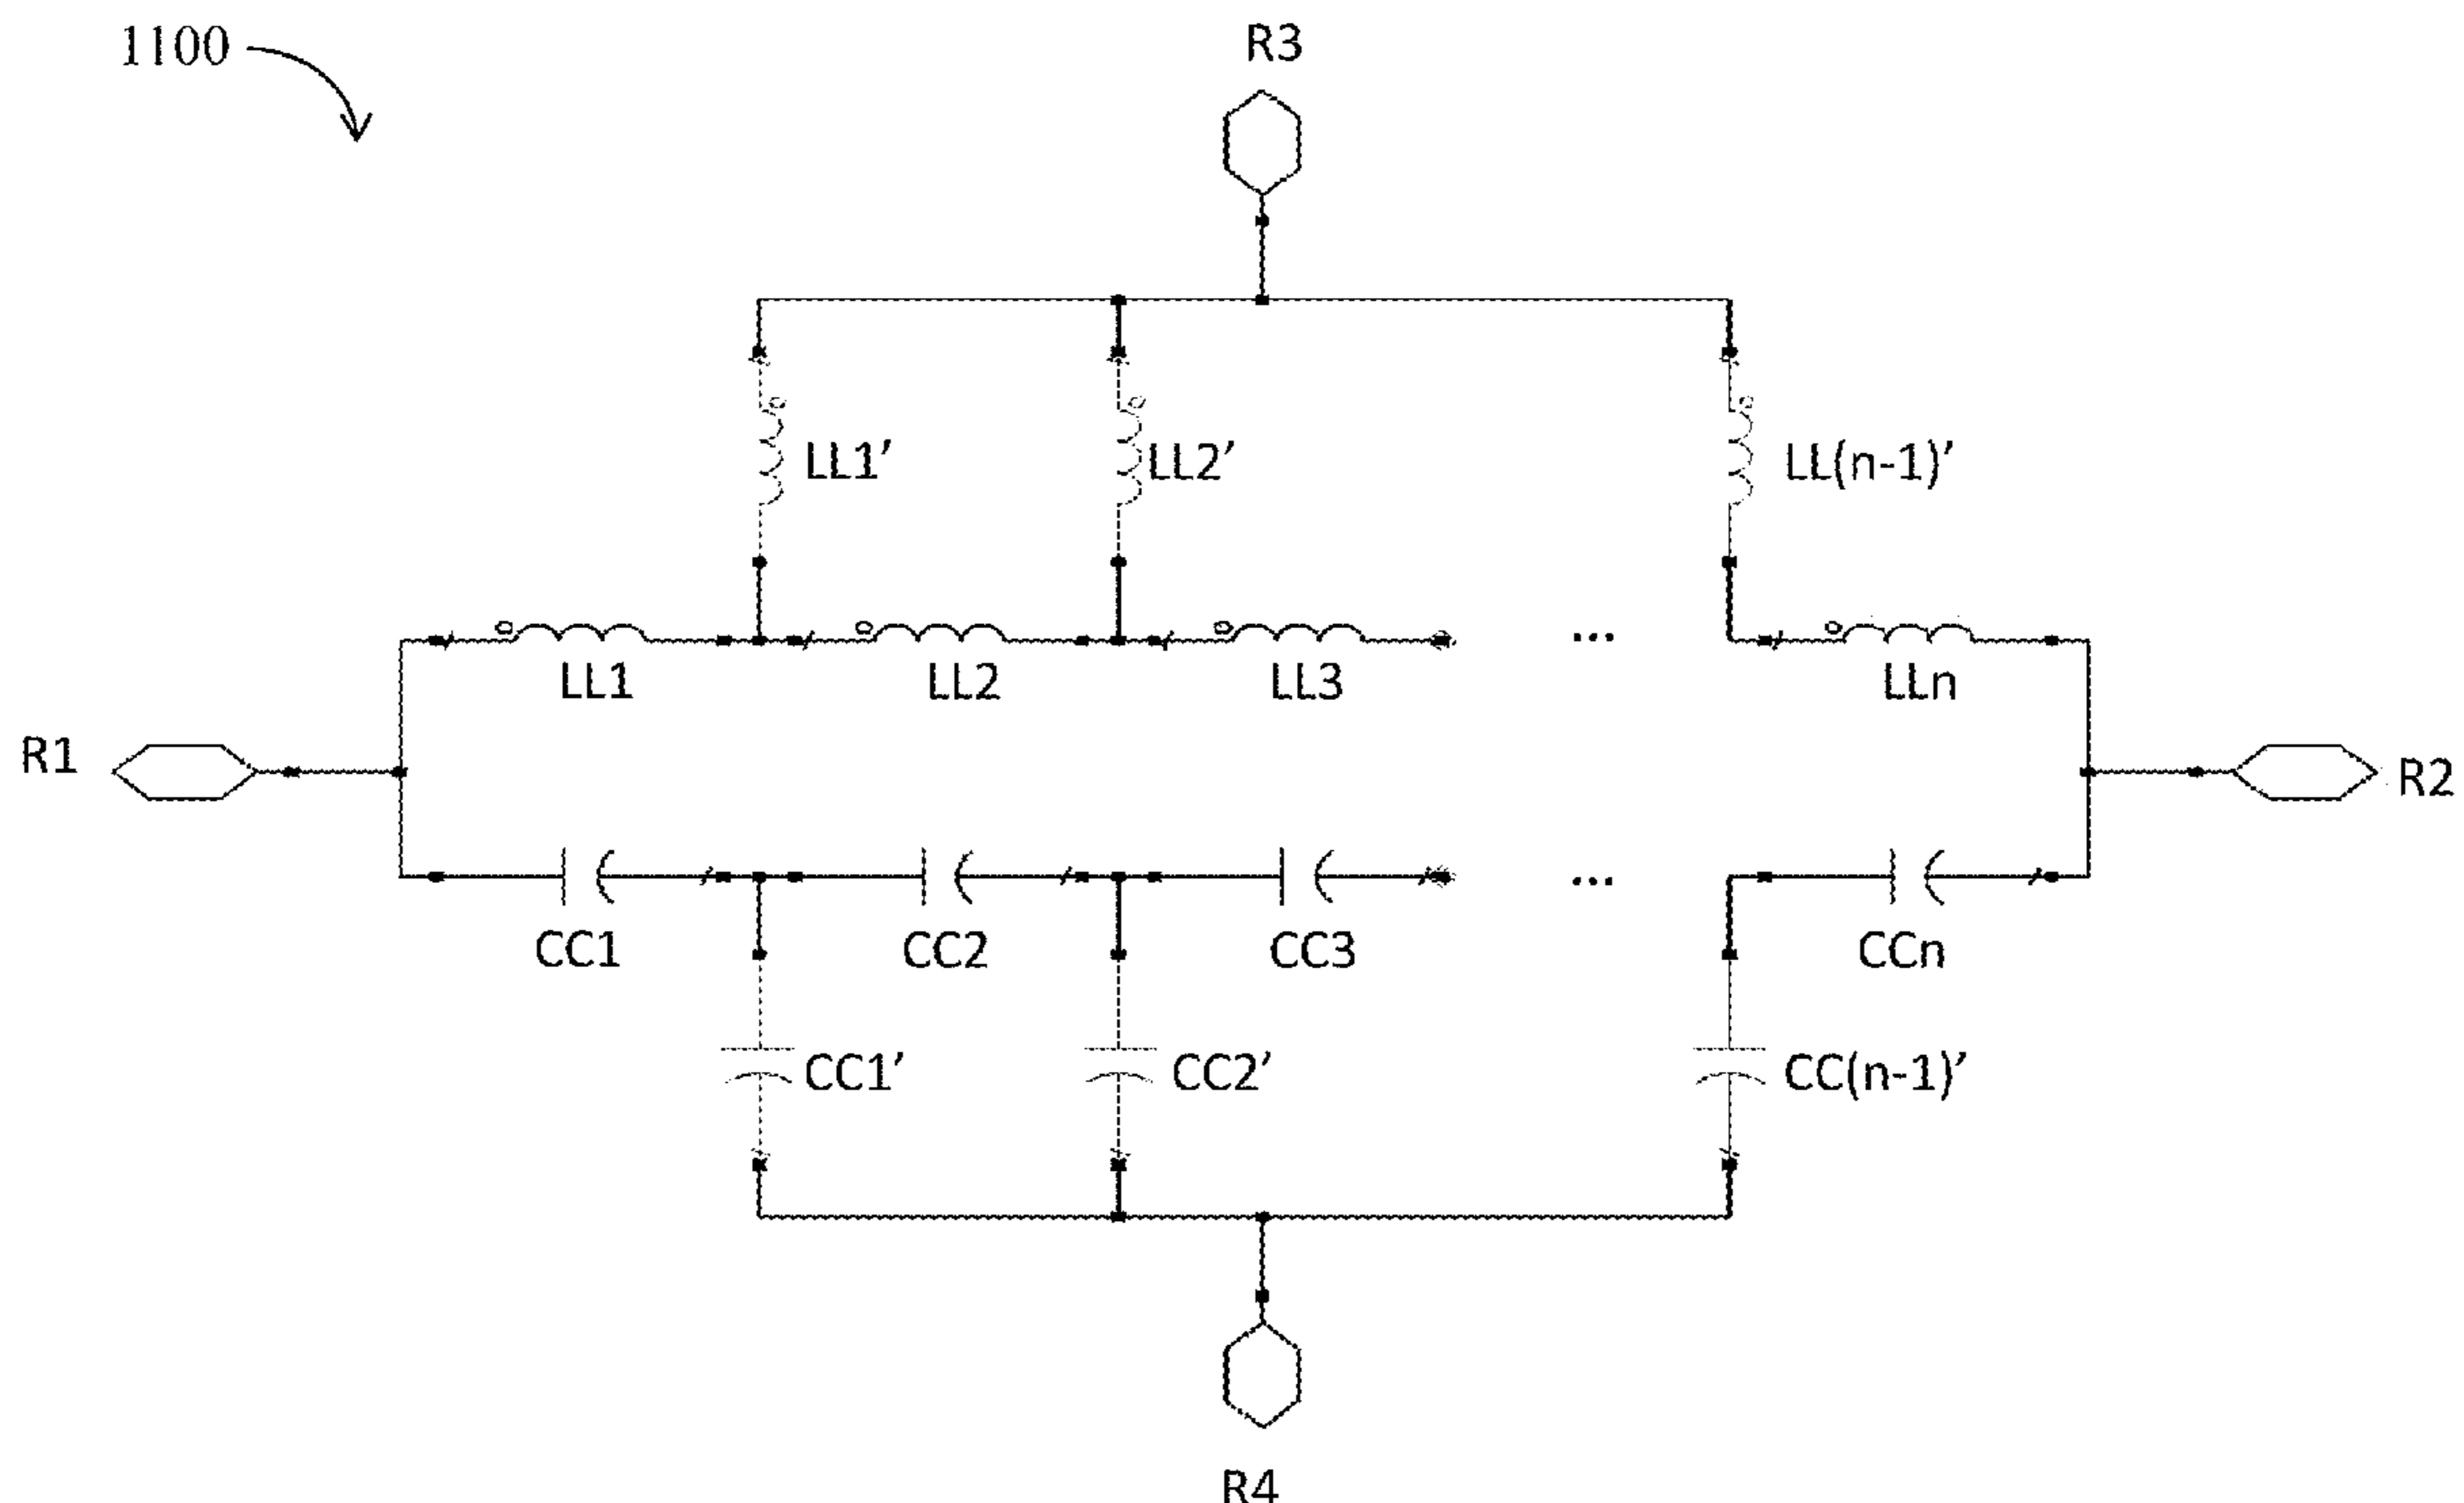 1100
R3
LL1’ LL2’ LL(n-1)’
LL1 LL2 LL3 ... LLn
R1 R2
...
CC1 CC2 CC3 CCn
CC1’ CC2’ CC(n-1)’
R4